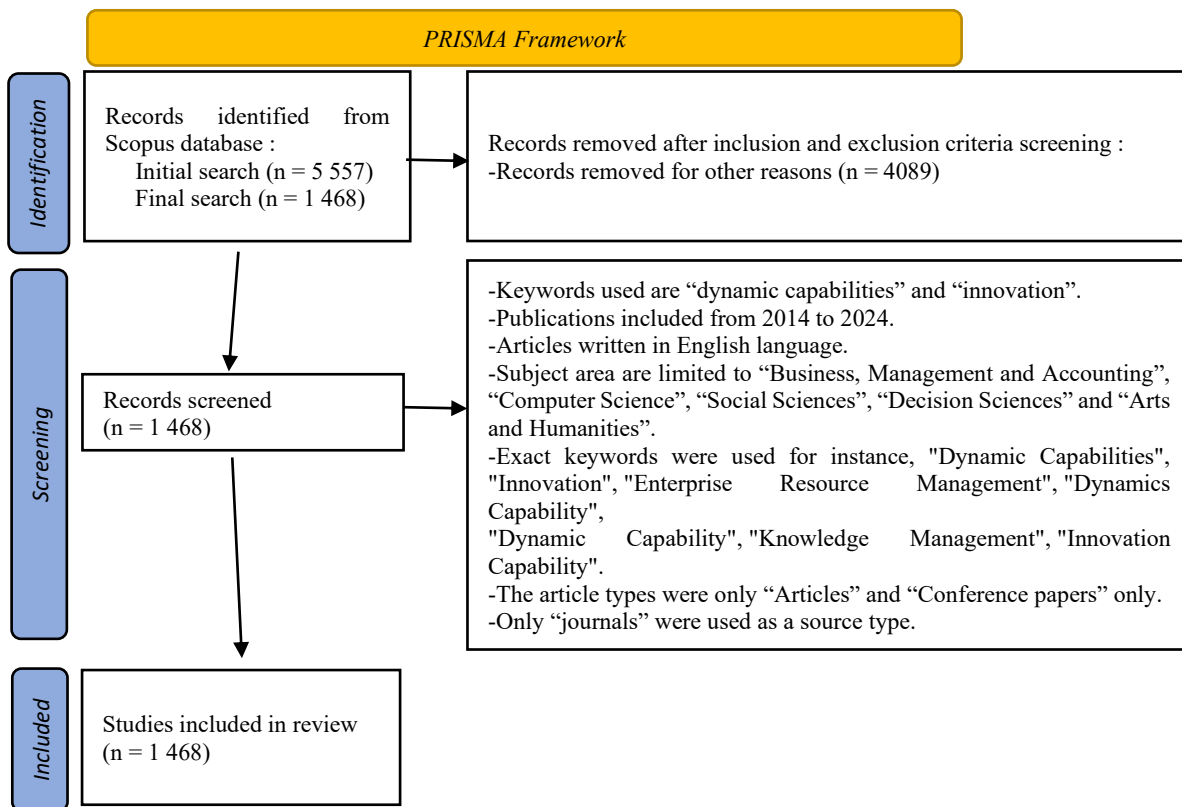 PRISMA Framework
Identification
Records identified from
Scopus database :
Initial search (n = 5 557)
Final search (n = 1 468)
Records removed after inclusion and exclusion criteria screening :
-Records removed for other reasons (n = 4089)
Screening
Records screened
(n = 1 468)
-Keywords used are “dynamic capabilities” and “innovation”.
-Publications included from 2014 to 2024.
-Articles written in English language.
-Subject area are limited to “Business, Management and Accounting”,
“Computer Science”, “Social Sciences”, “Decision Sciences” and “Arts
and Humanities”.
-Exact keywords were used for instance, "Dynamic Capabilities",
"Innovation", "Enterprise Resource Management", "Dynamics
Capability",
"Dynamic Capability", "Knowledge Management", "Innovation
Capability".
-The article types were only “Articles” and “Conference papers” only.
-Only “journals” were used as a source type.
Included
Studies included in review
(n = 1 468)